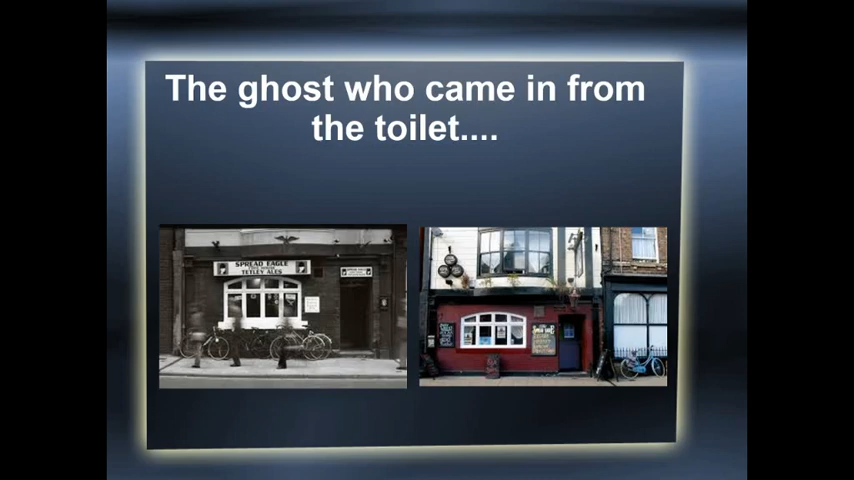 The ghost who came in from
the toilet....
SPREAD EAGLE
TETLEY ALES